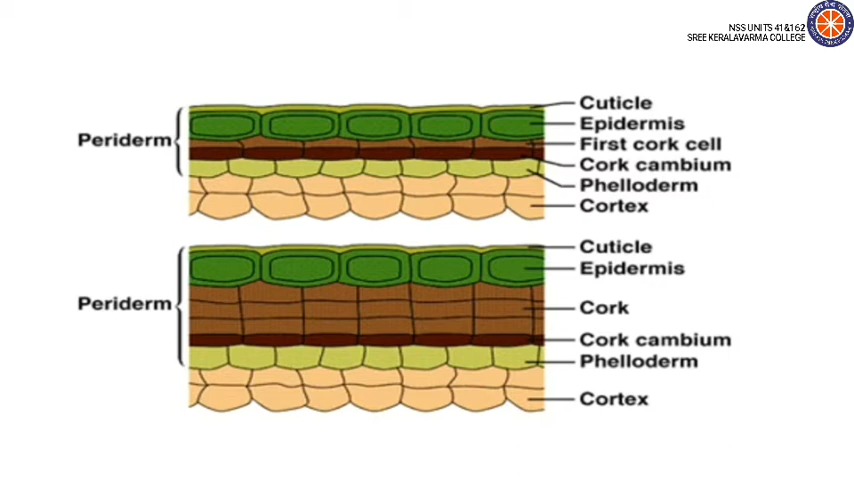 NSS UNITS 41&162
SREE KERALAVARMA COLLEGE
Cuticle
Epidermis
Periderm
First cork cell
Cork cambium
Phelloderm
Cortex
Cuticle
Epidermis
Periderm
Cork
Cork cambium
Phelloderm
Cortex